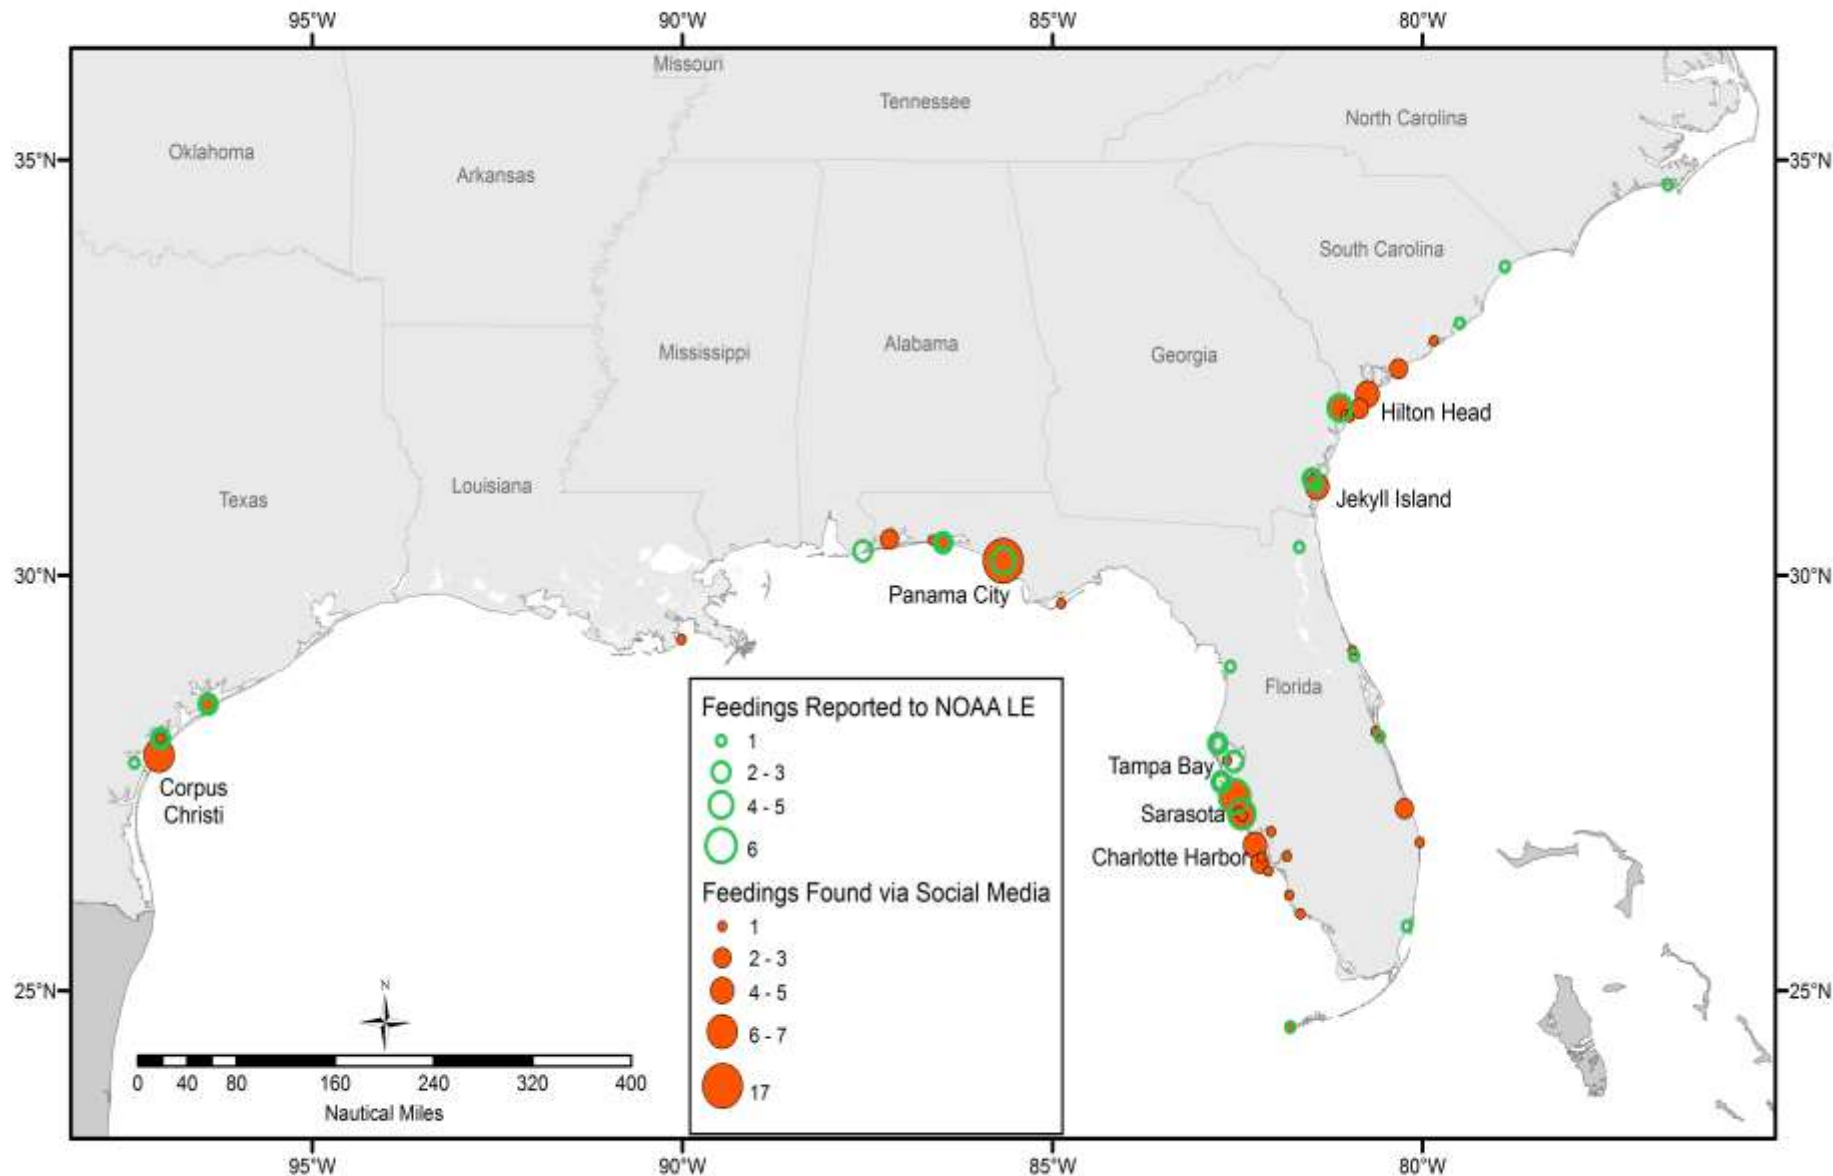 95°W 90°W 85°W 80°W
Missouri
Tennessee
North Carolina
Oklahoma
35°N 35°N
Arkansas
South Carolina
Mississippi
Alabama
Georgia
Hilton Head
Texas
Louisiana
Jekyll Island
30°N 30°N
Panama City
Florida
Tampa Bay
Corpus
Christi
Sarasota
Charlotte Harbor
Feedings Reported to NOAA LE
1
2 - 3
4 - 5
6
Feedings Found via Social Media
1
2 - 3
4 - 5
6 - 7
17
25°N 25°N
N
0 40 80 160 240 320 400
Nautical Miles
95°W 90°W 85°W 80°W